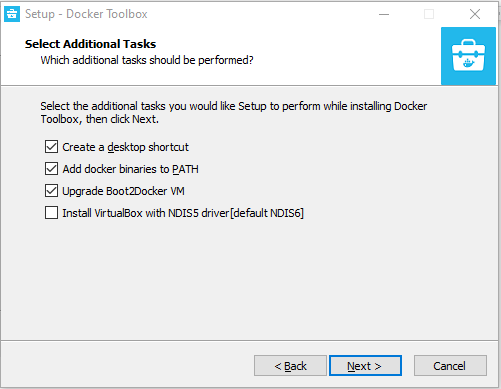 Setup - Docker Toolbox
Select Additional Tasks
Which additional tasks should be performed?
Select the additional tasks you would like Setup to perform while installing Docker
Toolbox, then click Next.
Create a desktop shortcut
Add docker binaries to PATH
Upgrade Boot2Docker VM
Install VirtualBox with NDIS5 driver[default NDIS6]
< Back
Next >
Cancel